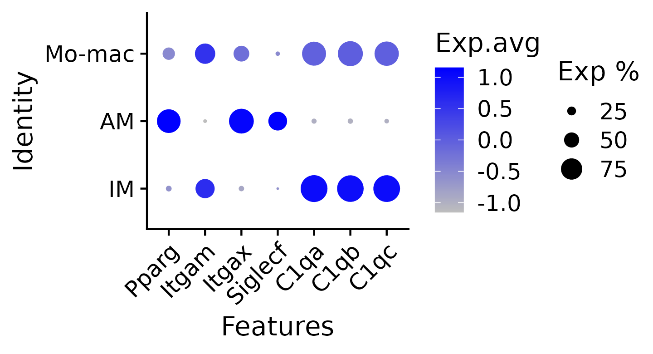 Identity
Mo-mac
AM
IM
Pparg
Itgam
Itgax
Siglecf
C1qa
C1qb
C1qc
Features
Exp.avg
1.0
0.5
0.0
-0.5
-1.0
Exp %
25
50
75